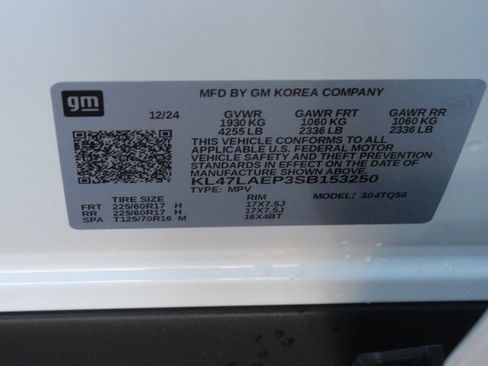 gm
MFD BY GM KOREA COMPANY
12/24 GVWR GAWR FRT GAWR RR
1930 KG 1060 KG 1060 KG
4255 LB 2336 LB 2336 LB
THIS VEHICLE CONFORMS TO ALL
APPLICABLE U.S. FEDERAL MOTOR
VEHICLE SAFETY AND THEFT PREVENTION
STANDARDS IN EFFECT ON THE DATE OF
MANUFACTURE SHOWN ABOVE.
KL47LAEP3SB153250
TYPE: MPV MODEL: 304TQ58
TIRE SIZE RIM
FRT 225/60R17 H 17X7.5J
RR 225/60R17 H 17X7.5J
SPA T125/70R16 M 16X4BT